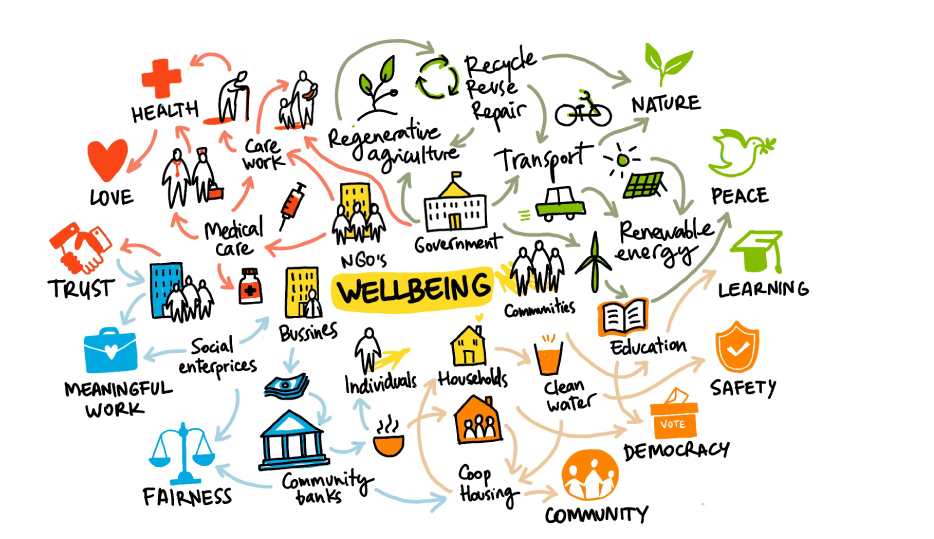 HEALTH
LOVE
TRUST
MEANINGFUL
WORK
FAIRNESS
Care
work
Medical
care
Social
enterprices
Regenerative
agriculture
Recycle
Reuse
Repair
NATURE
Transport
PEACE
Renewable
energy
LEARNING
NGO'S
Government
WELLBEING
Communities
Bussines
Individuals
Households
Clean
water
Education
SAFETY
VOTE
DEMOCRACY
Community
banks
Coop
Housing
COMMUNITY